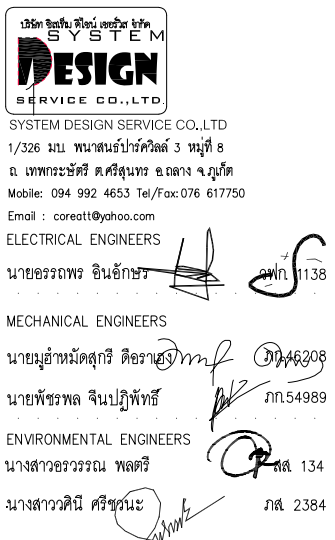 บริษัท ซิสเท็ม ดีไซน์ เซอร์วิส จำกัด
SYSTEM
DESIGN
SERVICE CO.,LTD.
SYSTEM DESIGN SERVICE CO.,LTD
1/326 มบ. พนาสนธ์ปาร์ควิลล์ 3 หมู่ที่ 8
ถ. เทพกระษัตรี ต.ศรีสุนทร อ.ถลาง จ.ภูเก็ต
Mobile: 094 992 4653 Tel/Fax: 076 617750
Email : coreatt@yahoo.com
ELECTRICAL ENGINEERS
นายอรรถพร อินอักษร วฟก. 1138
MECHANICAL ENGINEERS
นายมูฮำหมัดสุกรี ดือราเฮง ภก.46208
นายพัชรพล จีนปฏิพัทธิ์ ภก.54989
ENVIRONMENTAL ENGINEERS
นางสาวอรวรรณ พลตรี สส. 134
นางสาววศินี ศรีชวนะ ภส. 2384